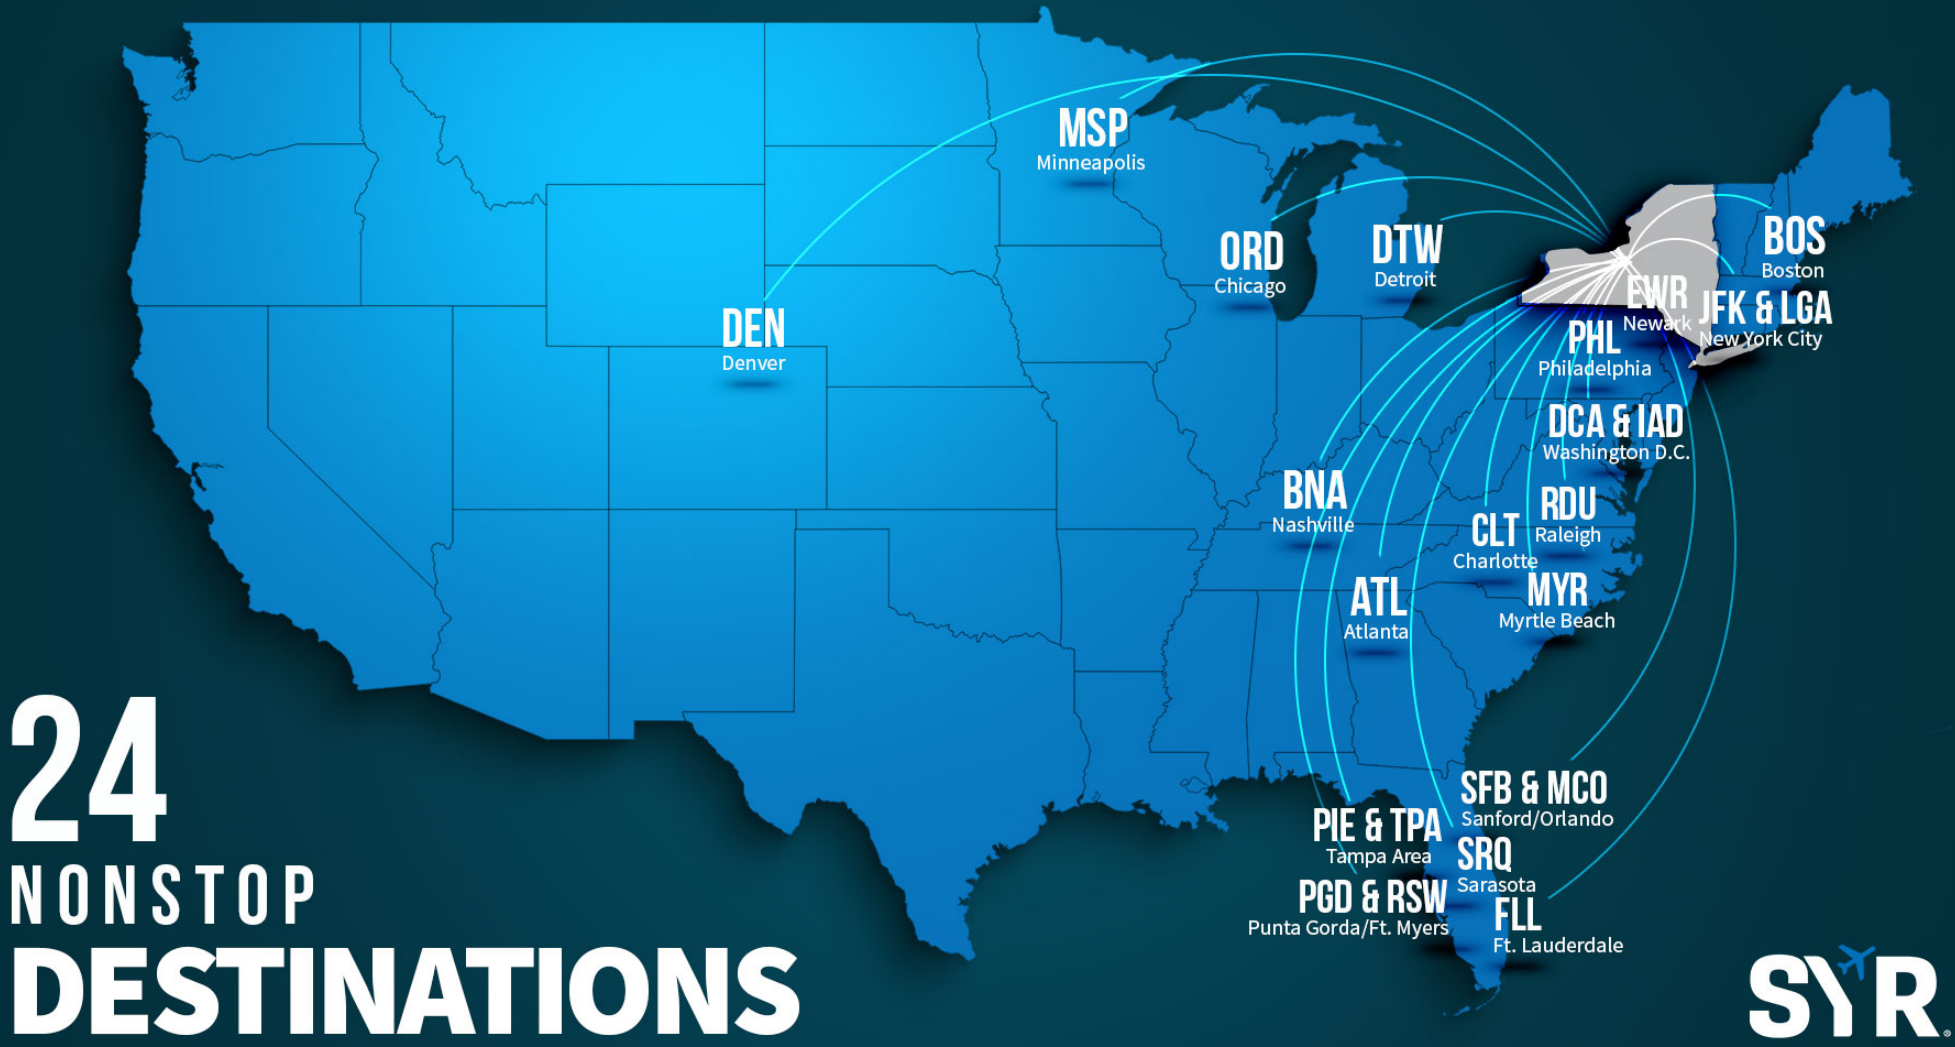 MSP
Minneapolis
ORD
Chicago
DTW
Detroit
BOS
Boston
EWR
Newark
JFK & LGA
New York City
DEN
Denver
PHL
Philadelphia
DCA & IAD
Washington D.C.
BNA
Nashville
RDU
Raleigh
CLT
Charlotte
MYR
Myrtle Beach
ATL
Atlanta
SFB & MCO
Sanford/Orlando
PIE & TPA
Tampa Area
SRQ
Sarasota
PGD & RSW
Punta Gorda/Ft. Myers
FLL
Ft. Lauderdale
24
NONSTOP
DESTINATIONS
SYR®